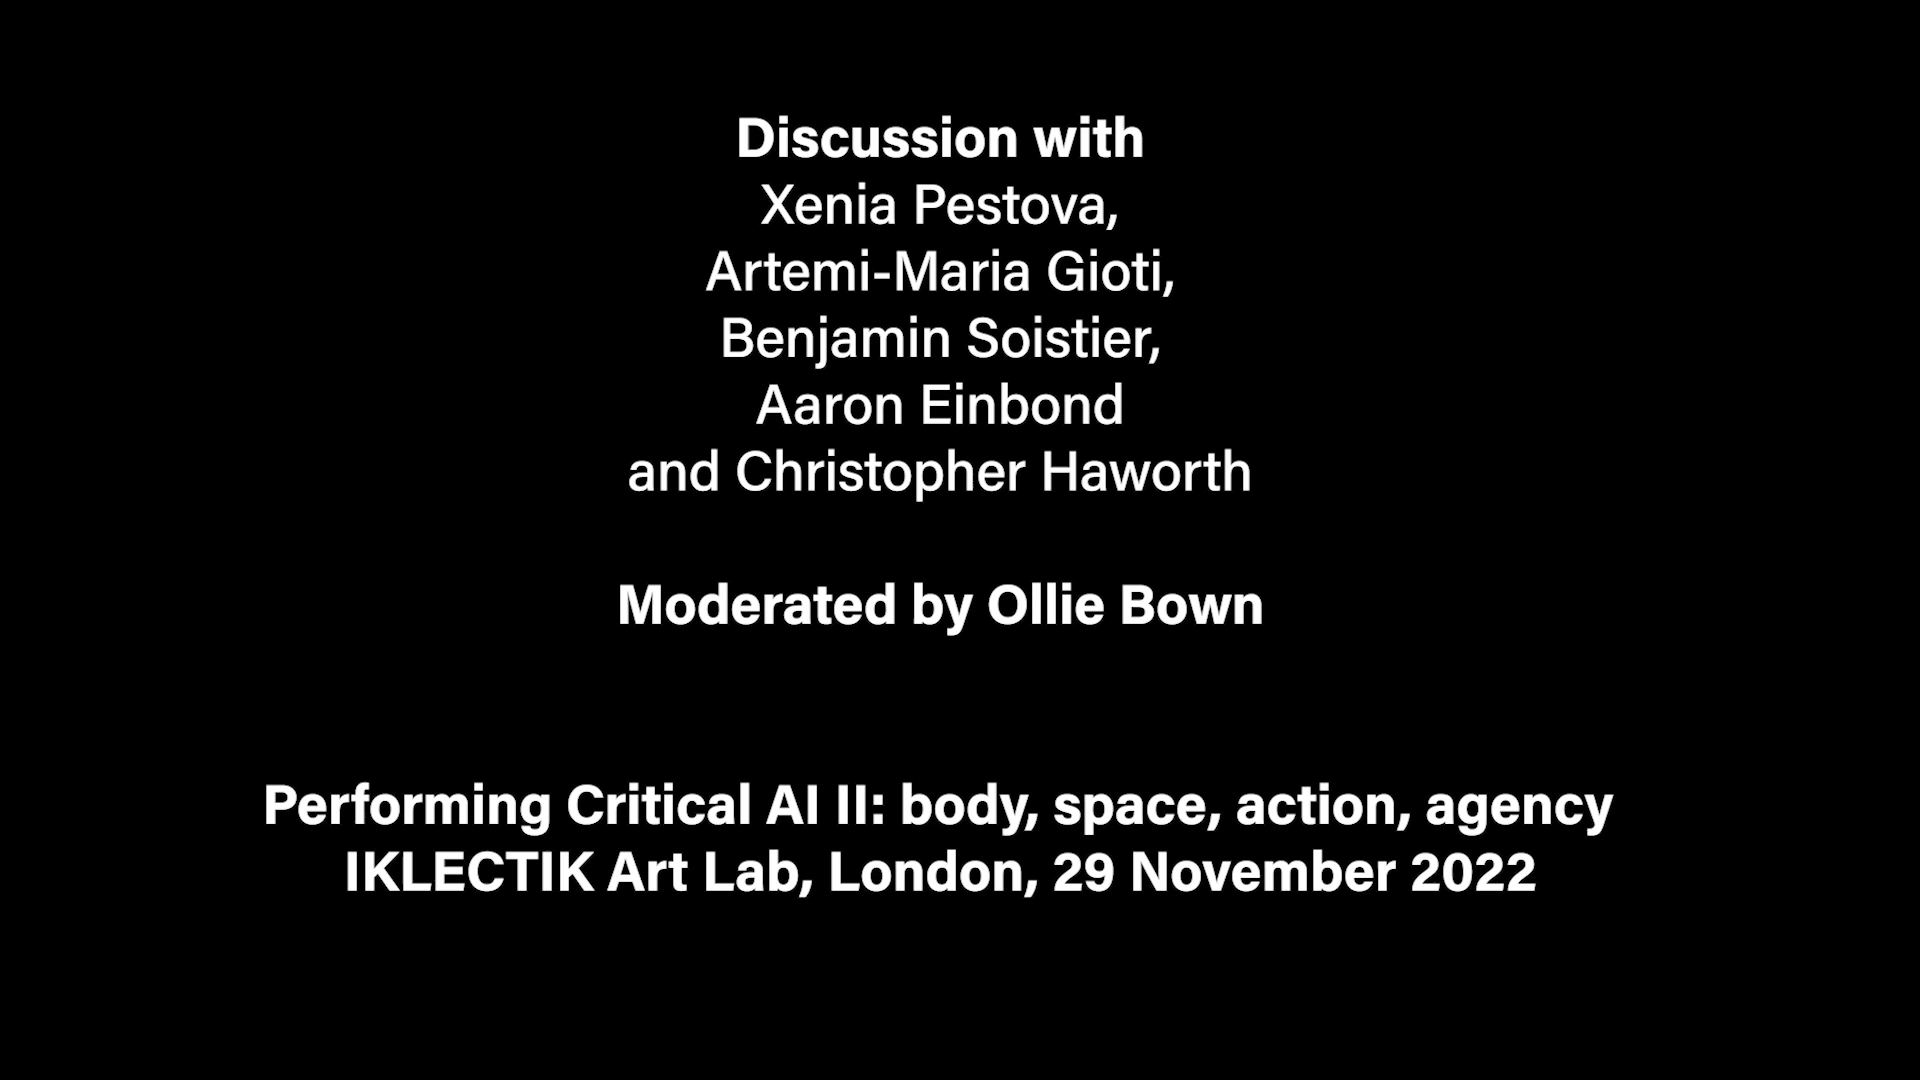 Discussion with
Xenia Pestova,
Artemi-Maria Gioti,
Benjamin Soistier,
Aaron Einbond
and Christopher Haworth
Moderated by Ollie Bown
Performing Critical AI II: body, space, action, agency
IKLECTIK Art Lab, London, 29 November 2022